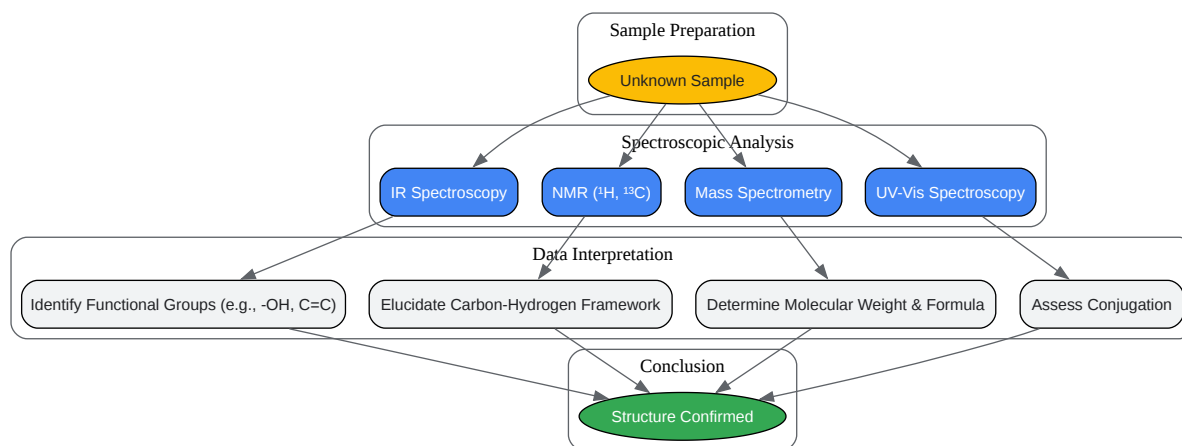 Sample Preparation
Unknown Sample
Spectroscopic Analysis
IR Spectroscopy
NMR (¹H, ¹³C)
Mass Spectrometry
UV-Vis Spectroscopy
Data Interpretation
Identify Functional Groups (e.g., -OH, C=C)
Elucidate Carbon-Hydrogen Framework
Determine Molecular Weight & Formula
Assess Conjugation
Conclusion
Structure Confirmed